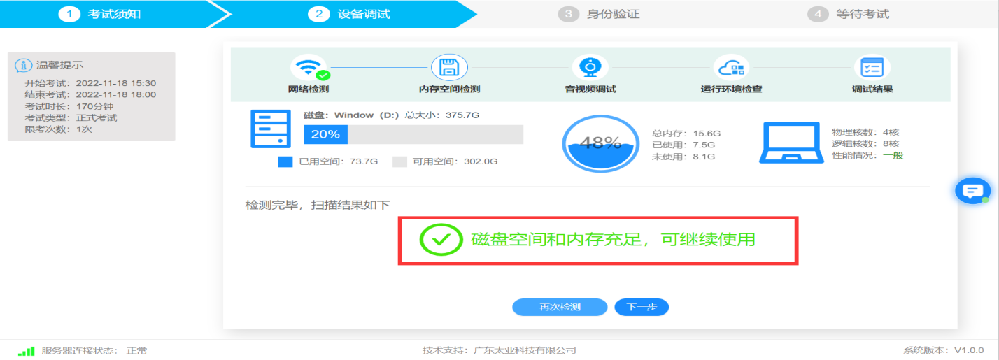 1 考试须知
2 设备调试
3 身份验证
4 等待考试
温馨提示
开始考试：2022-11-18 15:30
结束考试：2022-11-18 18:00
考试时长：170分钟
考试类型：正式考试
限考次数：1次
网络检测
内存空间检测
音视频调试
运行环境检查
调试结果
磁盘：Window（D:）总大小：375.7G
20%
已用空间：73.7G
可用空间：302.0G
48%
总内存：15.6G
已使用：7.5G
未使用：8.1G
物理核数：4核
逻辑核数：8核
性能情况：一般
检测完毕，扫描结果如下
磁盘空间和内存充足，可继续使用
再次检测
下一步
服务器连接状态： 正常
技术支持：广东太亚科技有限公司
系统版本：V1.0.0